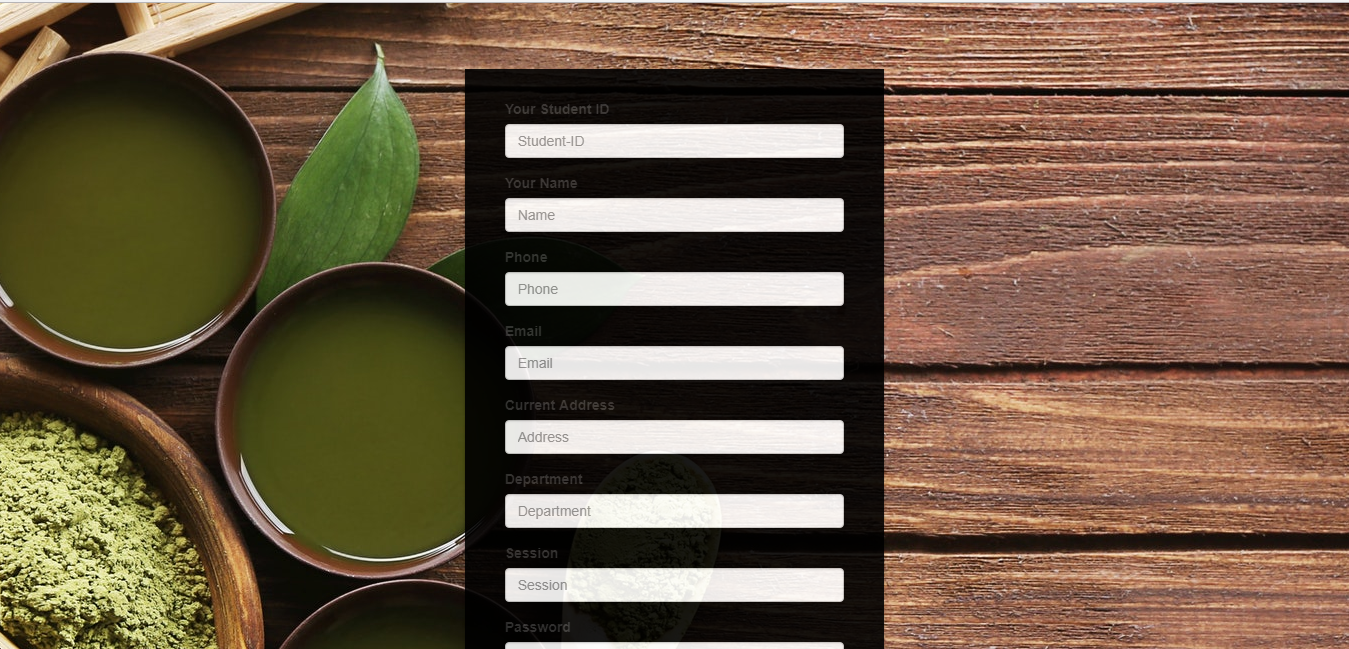 Your Student ID
Student-ID
Your Name
Name
Phone
Phone
Email
Email
Current Address
Address
Department
Department
Session
Session
Password